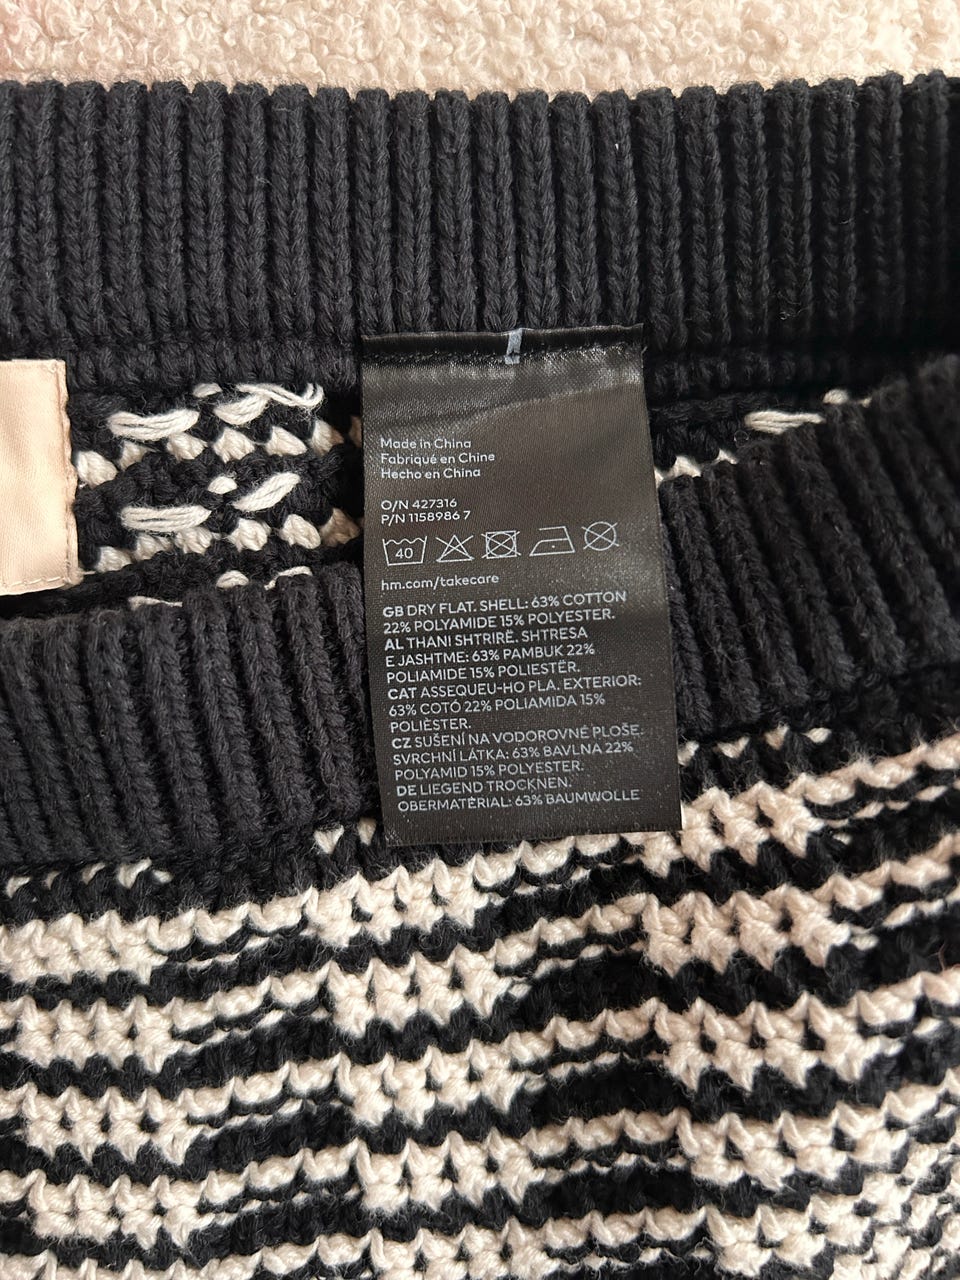 Made in China
Fabriqué en Chine
Hecho en China
O/N 427316
P/N 1158986 7
40
hm.com/takecare
GB DRY FLAT. SHELL: 63% COTTON
22% POLYAMIDE 15% POLYESTER.
AL THANI SHTRIRË. SHTRESA
E JASHTME: 63% PAMBUK 22%
POLIAMIDE 15% POLIESTËR.
CAT ASSEQUEU-HO PLA. EXTERIOR:
63% COTÓ 22% POLIAMIDA 15%
POLIÈSTER.
CZ SUŠENÍ NA VODOROVNÉ PLOŠE.
SVRCHNÍ LÁTKA: 63% BAVLNA 22%
POLYAMID 15% POLYESTER.
DE LIEGEND TROCKNEN.
OBERMATERIAL: 63% BAUMWOLLE